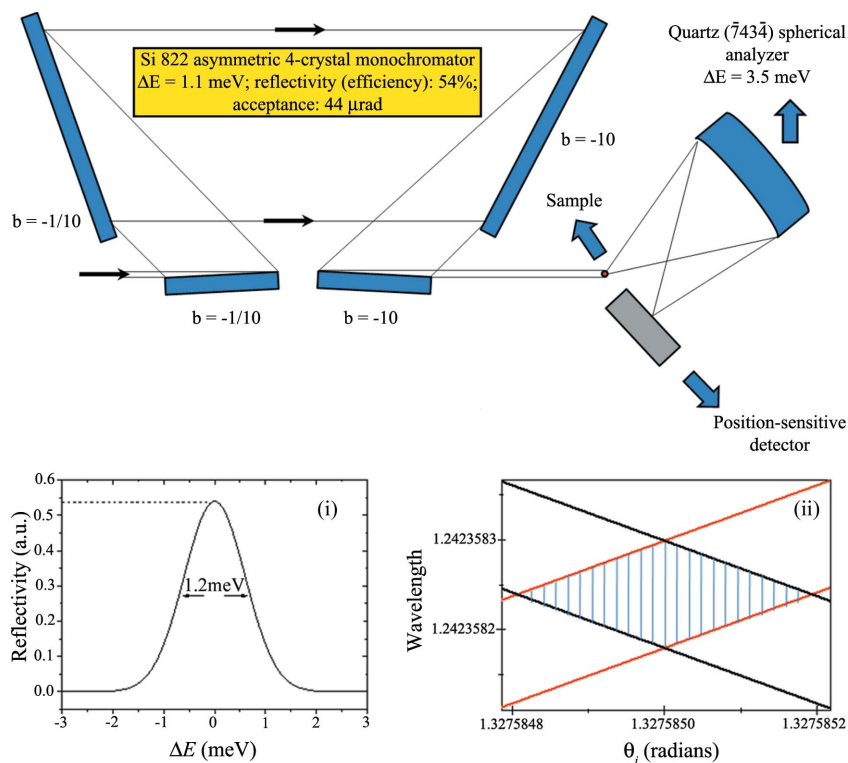 Si 822 asymmetric 4-crystal monochromator
ΔE = 1.1 meV; reflectivity (efficiency): 54%;
acceptance: 44 μrad
Quartz (7̄43̄4̄) spherical
analyzer
ΔE = 3.5 meV
b = -10
Sample
b = -1/10
b = -1/10
b = -10
Position-sensitive
detector
(i)
0.6
0.5
0.4
0.3
0.2
0.1
0.0
1.2meV
Reflectivity (a.u.)
-3
-2
-1
0
1
2
3
ΔE (meV)
(ii)
1.2423583
1.2423582
Wavelength
1.3275848
1.3275850
1.3275852
θi (radians)